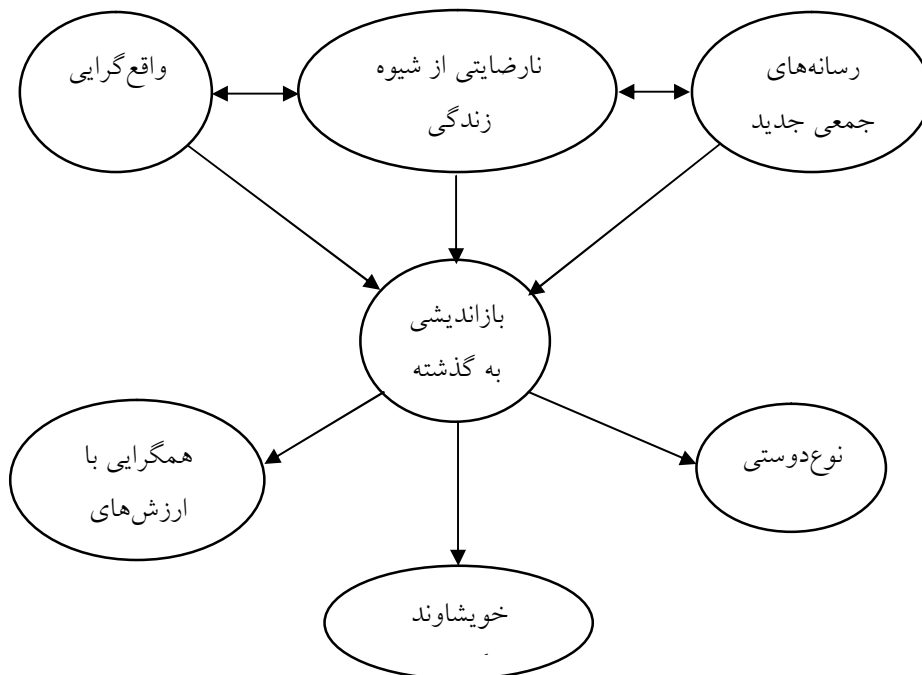 رسانه‌های
جمعی جدید
نارضایتی از شیوه
زندگی
واقع‌گرایی
بازاندیشی
به گذشته
نوع‌دوستی
همگرایی با
ارزش‌های
خویشاوند